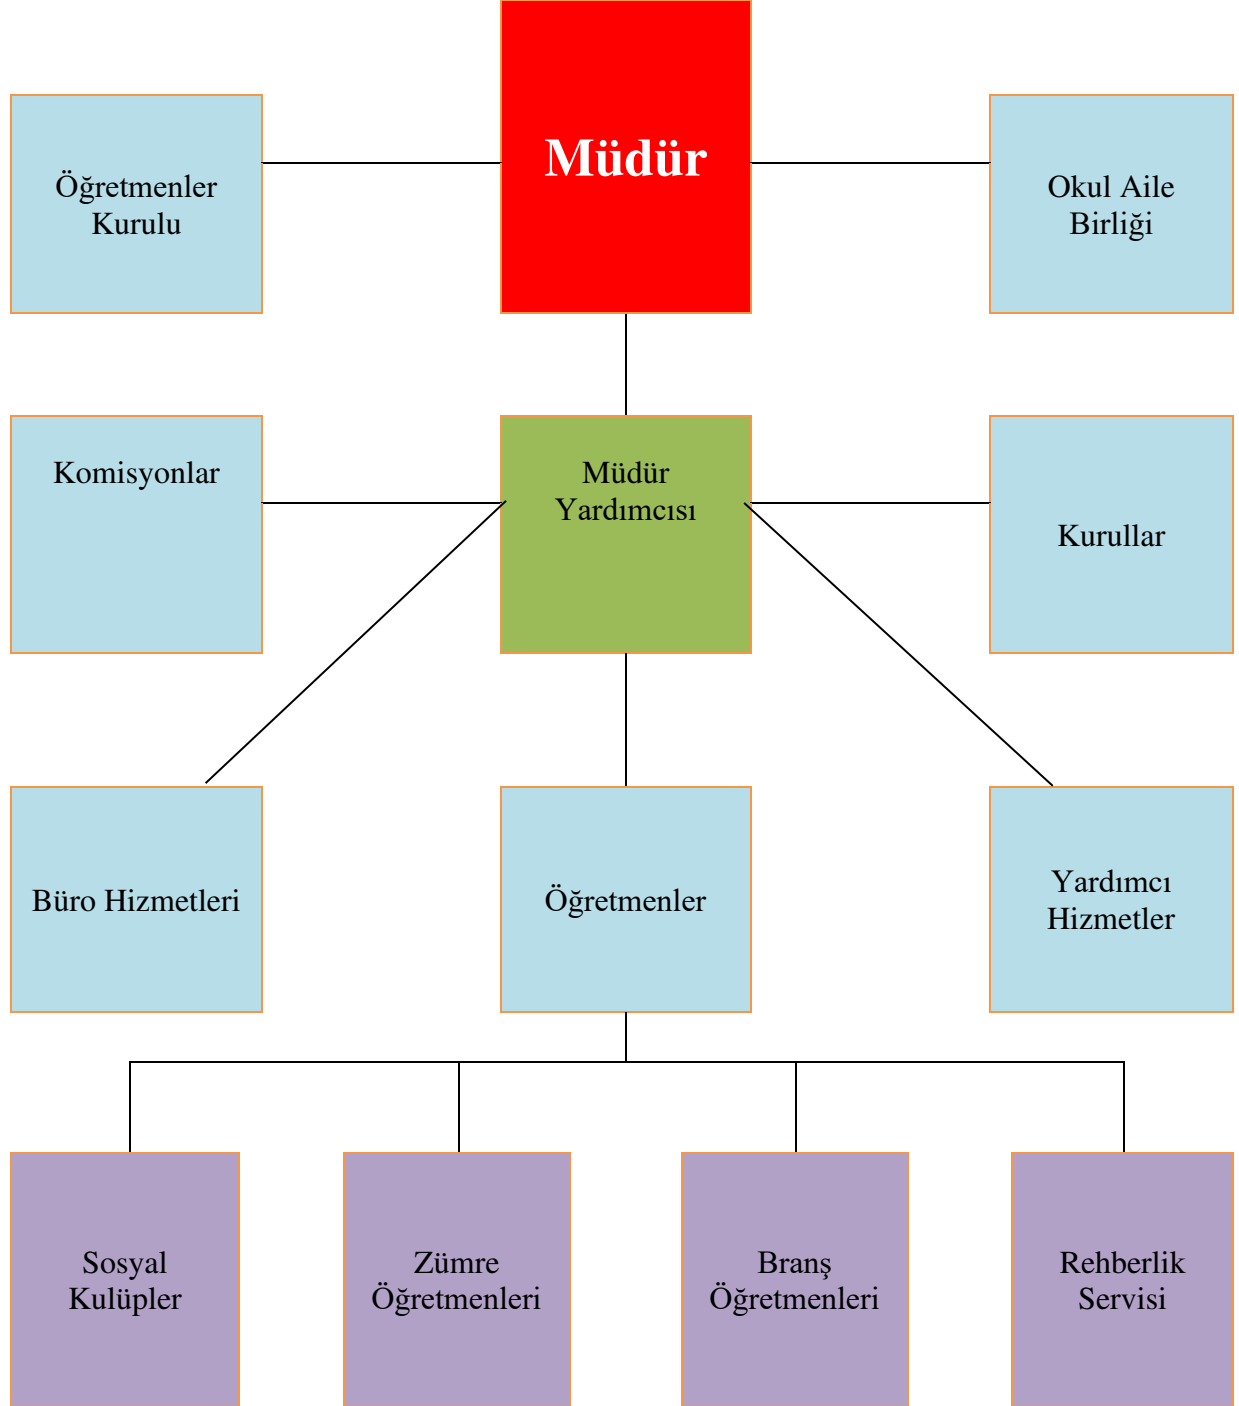 Müdür
Öğretmenler
Kurulu
Okul Aile
Birliği
Komisyonlar
Müdür
Yardımcısı
Kurullar
Büro Hizmetleri
Öğretmenler
Yardımcı
Hizmetler
Sosyal
Kulüpler
Zümre
Öğretmenleri
Branş
Öğretmenleri
Rehberlik
Servisi